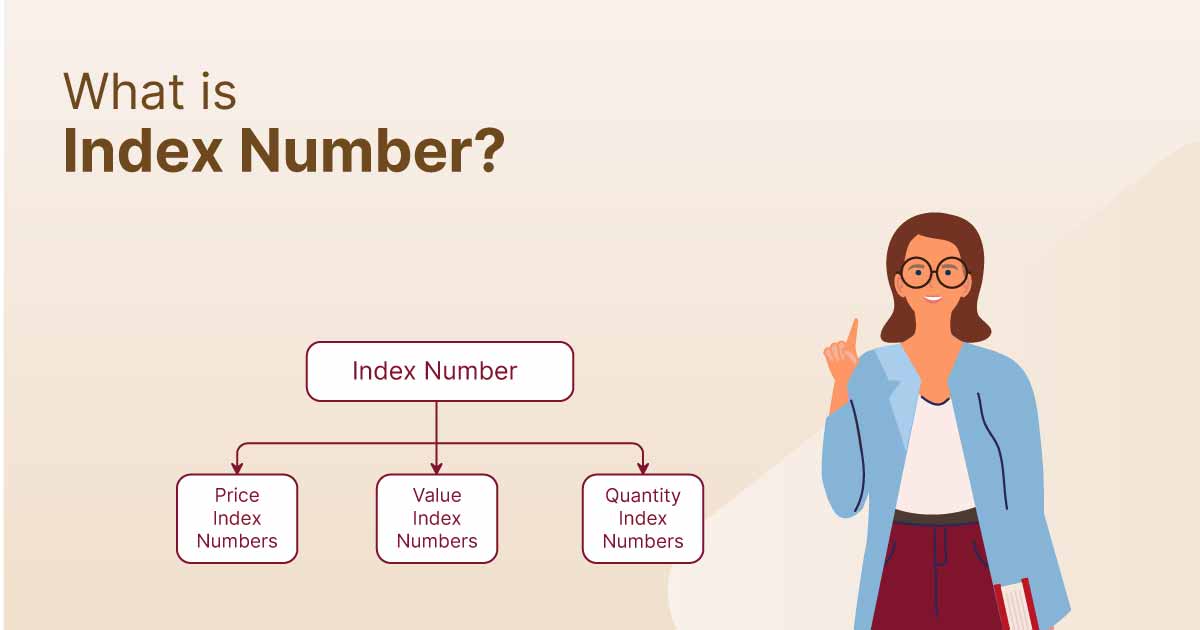 What is
Index Number?
Index Number
Price
Index
Numbers
Value
Index
Numbers
Quantity
Index
Numbers